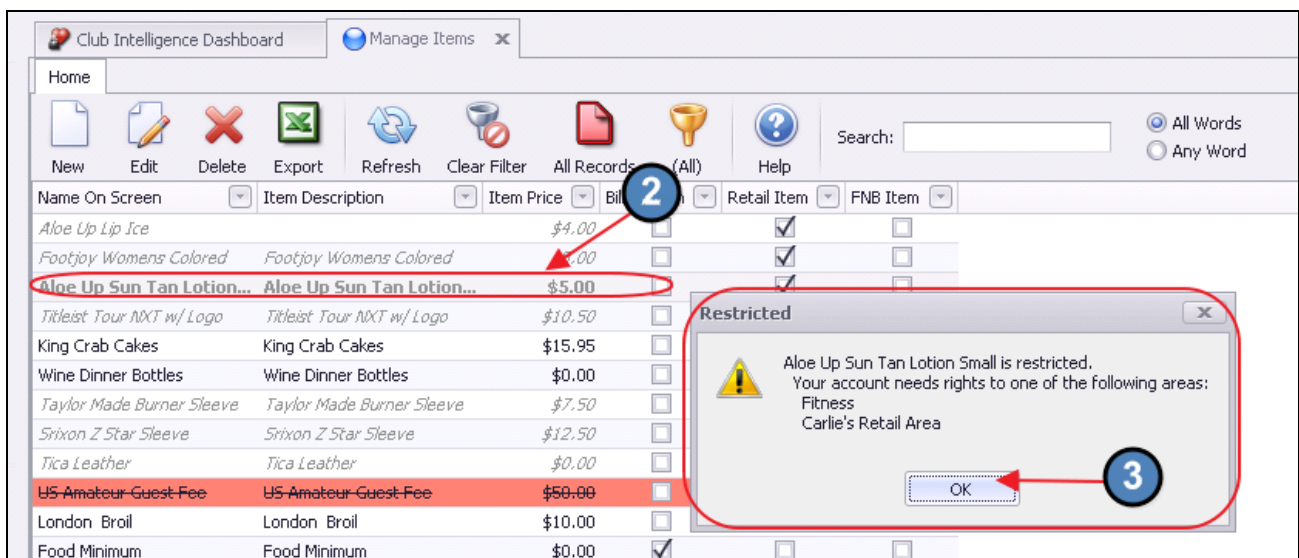 Club Intelligence Dashboard Manage Items x
Home
New Edit Delete Export Refresh Clear Filter All Records (All) Help Search: All Words
Any Word
Name On Screen Item Description Item Price 2 Retail Item FNB Item
Aloe Up Lip Ice $4.00
Footjoy Womens Colored Footjoy Womens Colored .00
Aloe Up Sun Tan Lotion... Aloe Up Sun Tan Lotion... $5.00
Titleist Tour NXT w/ Logo Titleist Tour NXT w/ Logo $10.50
King Crab Cakes King Crab Cakes $15.95
Wine Dinner Bottles Wine Dinner Bottles $0.00
Taylor Made Burner Sleeve Taylor Made Burner Sleeve $7.50
Srixon Z Star Sleeve Srixon Z Star Sleeve $12.50
Tica Leather Tica Leather $0.00
US Amateur Guest Fee US Amateur Guest Fee $50.00
London Broil London Broil $10.00
Food Minimum Food Minimum $0.00
Restricted x
Aloe Up Sun Tan Lotion Small is restricted.
Your account needs rights to one of the following areas:
Fitness
Carlie's Retail Area
OK 3